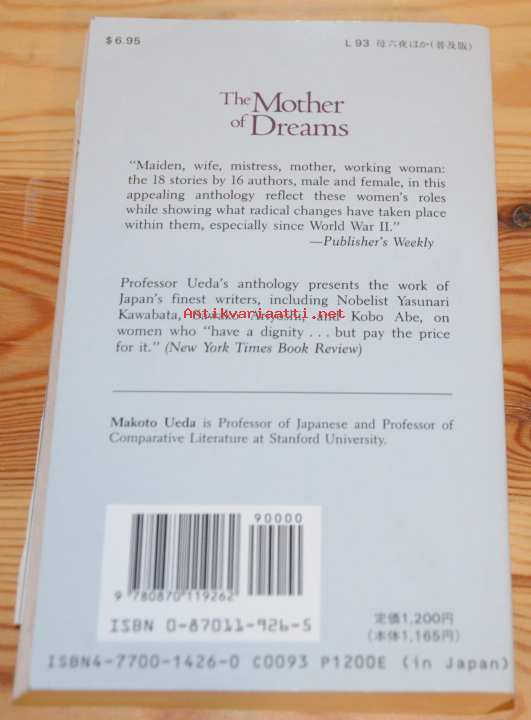 $6.95
L 93 母六夜ほか(普及版)
The Mother
of Dreams
“Maiden, wife, mistress, mother, working woman:
the 18 stories by 16 authors, male and female, in this
appealing anthology reflect these women's roles
while showing what radical changes have taken place
within them, especially since World War II.”
—Publisher's Weekly
Professor Ueda's anthology presents the work of
Japan's finest writers, including Nobelist Yasunari
Kawabata, Ariyoshi, and Kobo Abe, on
Antikvariaatti.net
women who “have a dignity . . . but pay the price
for it.” (New York Times Book Review)
Makoto Ueda is Professor of Japanese and Professor of
Comparative Literature at Stanford University.
90000
9 780870 119262
ISBN 0-87011-926-5
定価1,200円
(本体1,165円)
ISBN4-7700-1426-0 C0093 P1200E (in Japan)